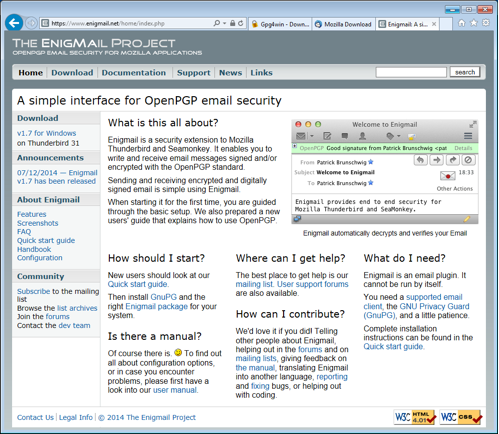 https://www.enigmail.net/home/index.php
Gpg4win - Down...
Mozilla Download
Enigmail: A si...
THE ENIGMAIL PROJECT
OPENPGP EMAIL SECURITY FOR MOZILLA APPLICATIONS
Home Download Documentation Support News Links
search
A simple interface for OpenPGP email security
Download
v1.7 for Windows
on Thunderbird 31
Announcements
07/12/2014 — Enigmail
v1.7 has been released
About Enigmail
Features
Screenshots
FAQ
Quick start guide
Handbook
Configuration
Community
Subscribe to the mailing
list
Browse the list archives
Join the forums
Contact the dev team
What is this all about?
Enigmail is a security extension to Mozilla
Thunderbird and Seamonkey. It enables you
to write and receive email messages signed and/or
encrypted with the OpenPGP standard.
Sending and receiving encrypted and digitally
signed email is simple using Enigmail.
When starting it for the first time, you are guided
through the basic setup. We also prepared a new
users' guide that explains how to use OpenPGP.
Welcome to Enigmail
OpenPGP Good signature from Patrick Brunschwig <pat
Details
From Patrick Brunschwig
Subject Welcome to Enigmail
18:33
To Patrick Brunschwig
Other Actions
Enigmail provides end to end security for
Mozilla Thunderbird and SeaMonkey.
Enigmail automatically decrypts and verifies your Email
How should I start?
New users should look at our
Quick start guide.
Then install GnuPG and the
right Enigmail package for your
system.
Is there a manual?
Of course there is. To find out
all about configuration options,
or in case you encounter
problems, please first have a
look into our user manual.
Where can I get help?
The best place to get help is our
mailing list. User support forums
are also available.
How can I contribute?
We'd love it if you did! Telling
other people about Enigmail,
helping out in the forums and on
mailing lists, giving feedback on
the manual, translating Enigmail
into another language, reporting
and fixing bugs, or helping out
with coding.
What do I need?
Enigmail is an email plugin. It
cannot be run by itself.
You need a supported email
client, the GNU Privacy Guard
(GnuPG), and a little patience.
Complete installation
instructions can be found in the
Quick start guide.
Contact Us | Legal Info | © 2014 The Enigmail Project
W3C HTML 4.01
W3C CSS